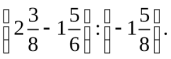 (2 3/8 − 1 5/6) : (− 1 5/8).